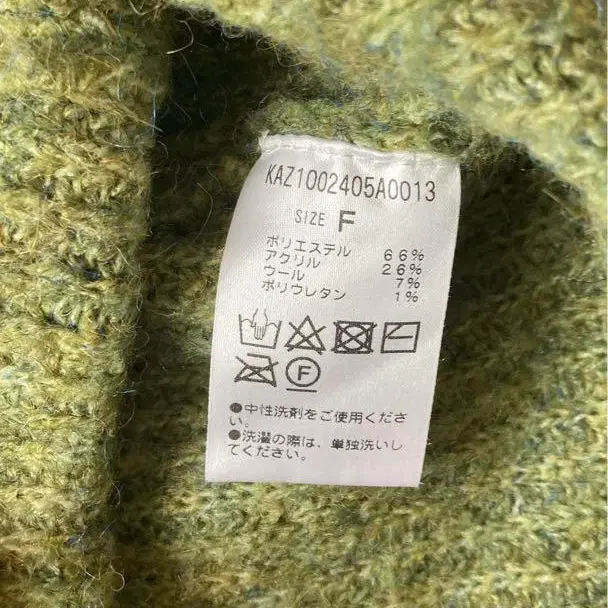 KAZ1002405A0013
SIZE F
ポリエステル 66%
アクリル 26%
ウール 7%
ポリウレタン 1%
F
●中性洗剤をご使用くださ
い。
●洗濯の際は、単独洗いし
てください。